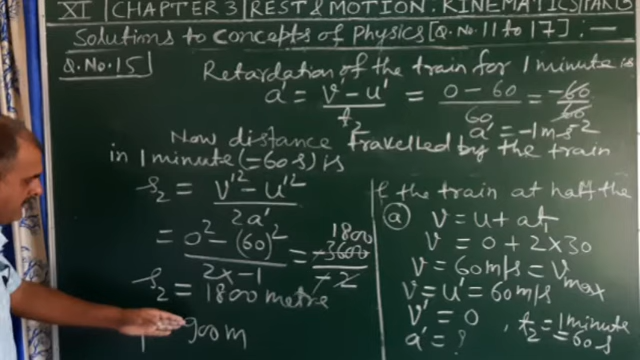 XI | CHAPTER 3 | REST & MOTION: KINEMATICS | PART
Solutions to Concepts of Physics [Q. No. 11 to 17] : —
Q. No. 15
Retardation of the train for 1 minute is
a' = v' - u' / t2 = 0 - 60 / 60 = -60 / 60
a' = -1 m s^-2
Now distance travelled by the train
in 1 minute (= 60 s) is
s2 = v'^2 - u'^2 / 2a'
= 0^2 - (60)^2 / 2 x -1 = -3600 / -2
1800
s2 = 1800 metre
900 m
If the train at half the
(a) v = u + at1
v = 0 + 2 x 30
v = 60 m/s = v max
v = u' = 60 m/s
v' = 0 , t2 = 1 minute
= 60 s
a' = ?